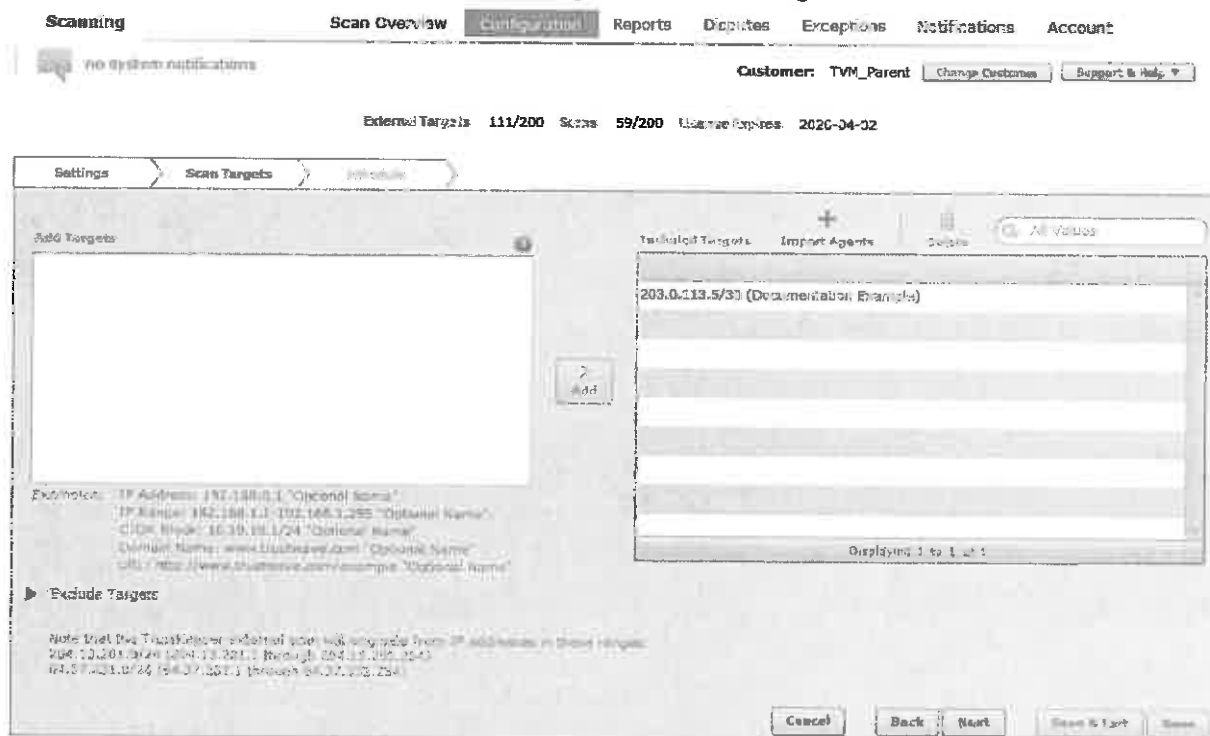 Scanning Scan Overview Configuration Reports Disputes Exceptions Notifications Account
no system notifications
Customer: TVM_Parent Change Customer Support & Help
External Targets 111/200 Scans 59/200 License Expires 2026-04-02
Settings Scan Targets Schedule
Add Targets
Included Targets Import Agents Delete All Values
203.0.113.5/30 (Documentation Example)
Add
Examples: IP Address: 192.168.1.1 "Optional Name"
IP Range: 192.168.1.1-192.168.1.255 "Optional Name"
CIDR Block: 10.10.10.1/24 "Optional Name"
Domain Name: www.trustwave.com "Optional Name"
URL: http://www.trustwave.com/example "Optional Name"
Displaying 1 to 1 of 1
Exclude Targets
Note that the TrustKeeper external scan will originate from IP addresses in these ranges:
Cancel Back Next Save